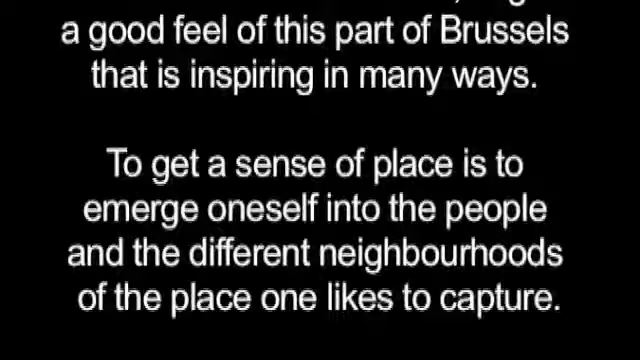 a good feel of this part of Brussels
that is inspiring in many ways.
To get a sense of place is to
emerge oneself into the people
and the different neighbourhoods
of the place one likes to capture.